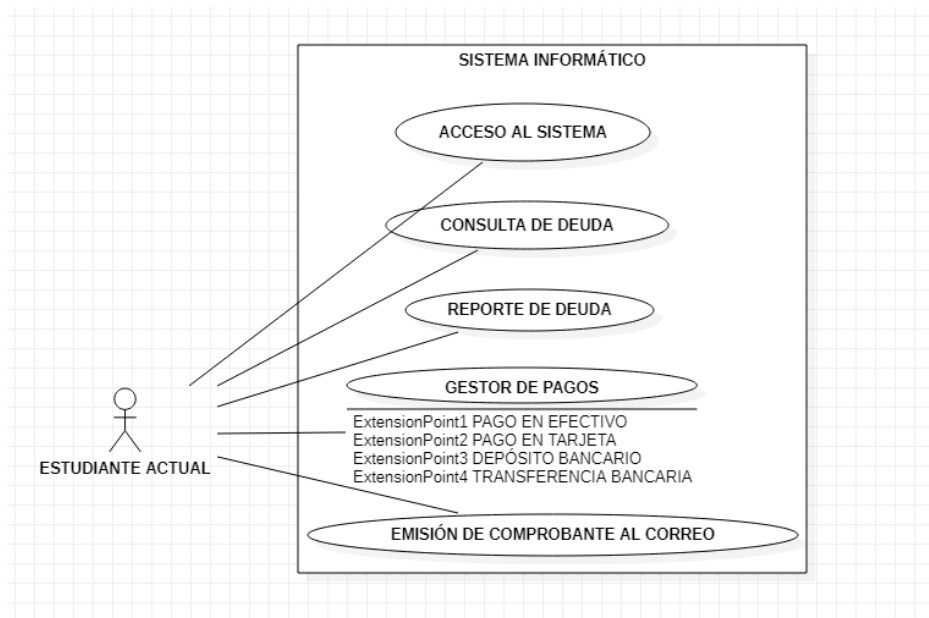 SISTEMA INFORMÁTICO
ACCESO AL SISTEMA
CONSULTA DE DEUDA
REPORTE DE DEUDA
GESTOR DE PAGOS
ExtensionPoint1 PAGO EN EFECTIVO
ExtensionPoint2 PAGO EN TARJETA
ExtensionPoint3 DEPÓSITO BANCARIO
ExtensionPoint4 TRANSFERENCIA BANCARIA
ESTUDIANTE ACTUAL
EMISIÓN DE COMPROBANTE AL CORREO